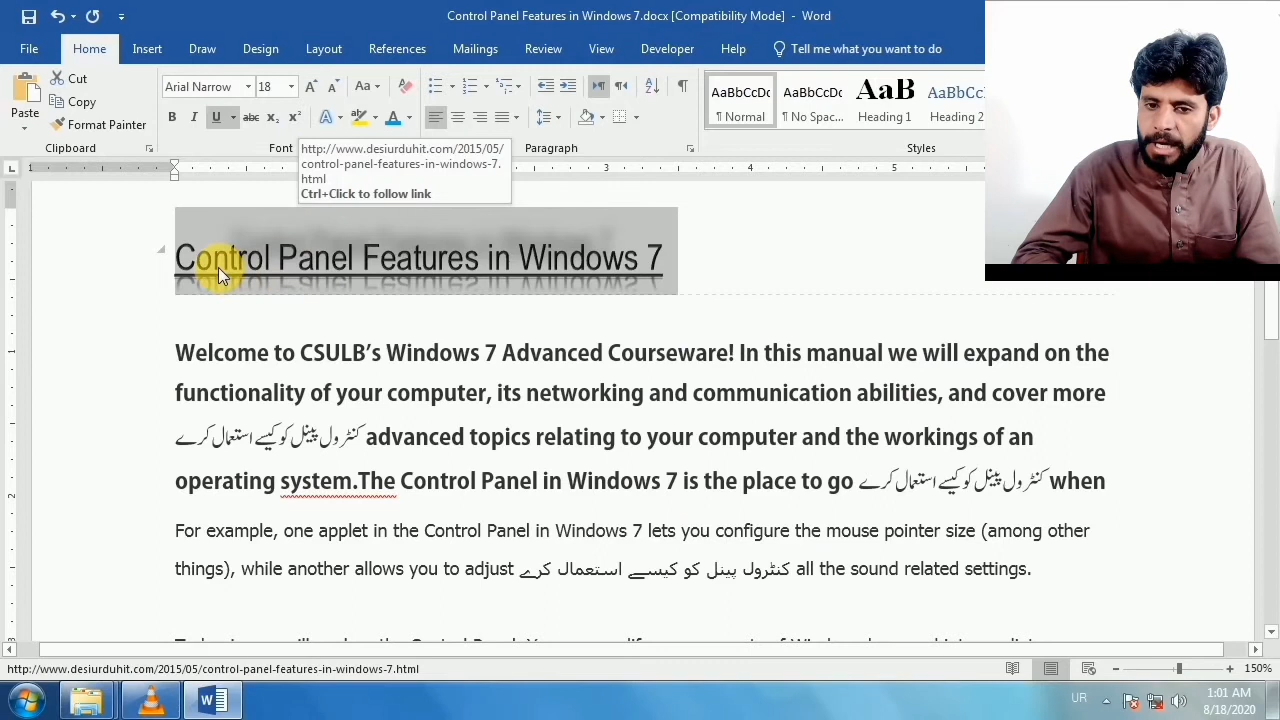 Control Panel Features in Windows 7.docx [Compatibility Mode] - Word
File Home Insert Draw Design Layout References Mailings Review View Developer Help Tell me what you want to do
Paste
Cut
Copy
Format Painter
Clipboard
Arial Narrow 18
Font
Paragraph
AaBbCcDc AaBbCcDc AaB AaBbCcD
¶ Normal ¶ No Spac... Heading 1 Heading 2
Styles
http://www.desiurduhit.com/2015/05/
control-panel-features-in-windows-7.
html
Ctrl+Click to follow link
Control Panel Features in Windows 7
Welcome to CSULB’s Windows 7 Advanced Courseware! In this manual we will expand on the
functionality of your computer, its networking and communication abilities, and cover more
کنٹرول پینل کو کیسے استعمال کرے advanced topics relating to your computer and the workings of an
operating system.The Control Panel in Windows 7 is the place to go کنٹرول پینل کو کیسے استعمال کرے when
For example, one applet in the Control Panel in Windows 7 lets you configure the mouse pointer size (among other
things), while another allows you to adjust کنٹرول پینل کو کیسے استعمال کرے all the sound related settings.
http://www.desiurduhit.com/2015/05/control-panel-features-in-windows-7.html
150%
UR
1:01 AM
8/18/2020